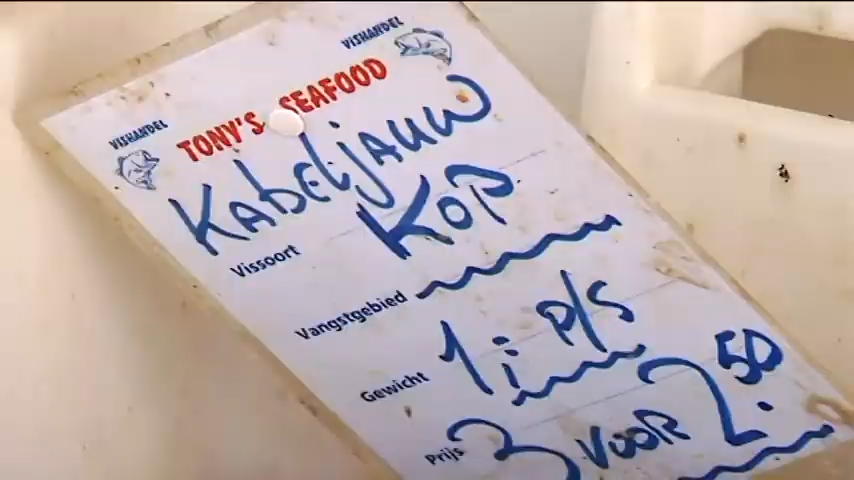 VISHANDEL
VISHANDEL
TONY'S SEAFOOD
Kabeljauw
Kop
Vissoort
Vangstgebied
Gewicht 1: p/s
Prijs 3 VOOR 2.50